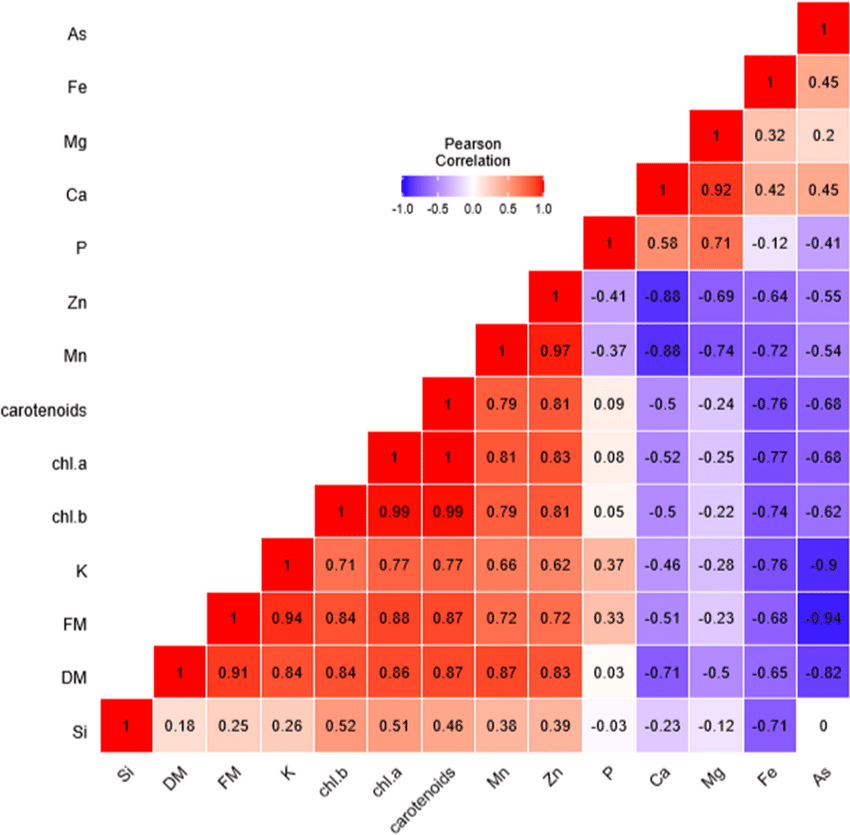 As 1
Fe 1 0.45
Mg 1 0.32 0.2
Pearson
Correlation
-1.0 -0.5 0.0 0.5 1.0
Ca 1 0.92 0.42 0.45
P 1 0.58 0.71 -0.12 -0.41
Zn 1 -0.41 -0.88 -0.69 -0.64 -0.55
Mn 1 0.97 -0.37 -0.88 -0.74 -0.72 -0.54
carotenoids 1 0.79 0.81 0.09 -0.5 -0.24 -0.76 -0.68
chl.a 1 1 0.81 0.83 0.08 -0.52 -0.25 -0.77 -0.68
chl.b 1 0.99 0.99 0.79 0.81 0.05 -0.5 -0.22 -0.74 -0.62
K 1 0.71 0.77 0.77 0.66 0.62 0.37 -0.46 -0.28 -0.76 -0.9
FM 1 0.94 0.84 0.88 0.87 0.72 0.72 0.33 -0.51 -0.23 -0.68 -0.94
DM 1 0.91 0.84 0.84 0.86 0.87 0.87 0.83 0.03 -0.71 -0.5 -0.65 -0.82
Si 1 0.18 0.25 0.26 0.52 0.51 0.46 0.38 0.39 -0.03 -0.23 -0.12 -0.71 0
Si DM FM K chl.b chl.a carotenoids Mn Zn P Ca Mg Fe As